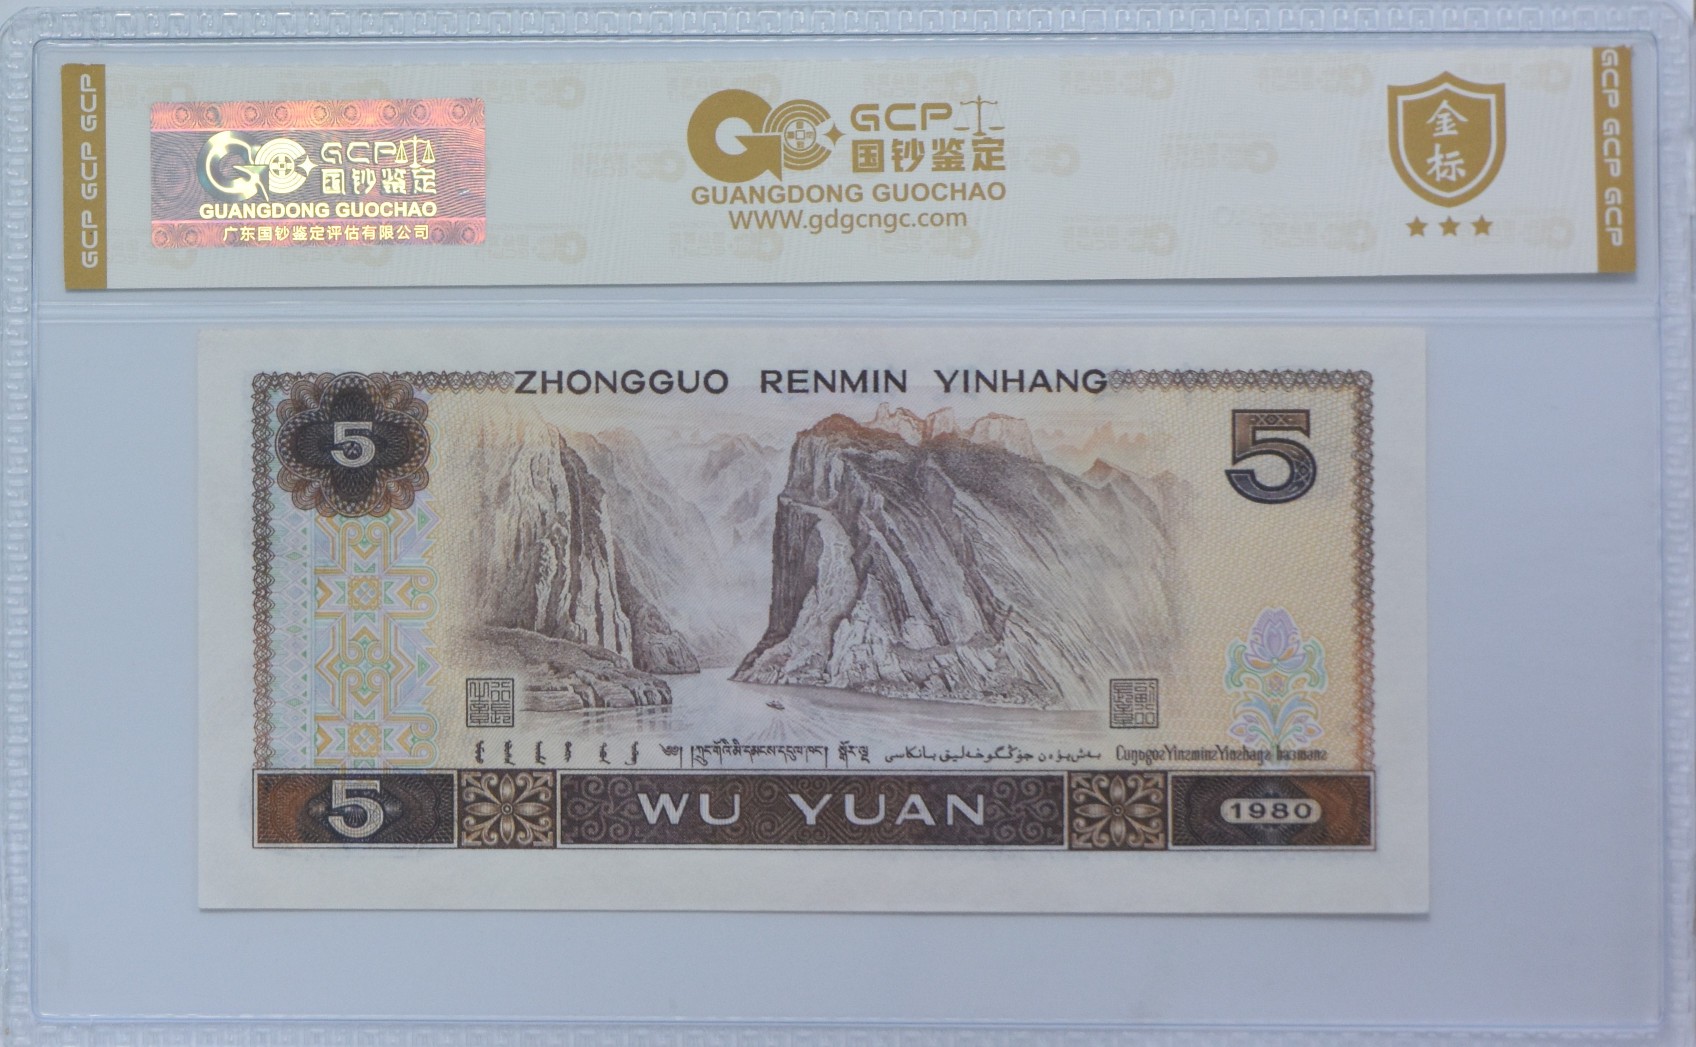 GCP GCP GCP
GCP 国钞鉴定
GUANGDONG GUOCHAO
广东国钞鉴定评估有限公司
GCP
国钞鉴定
GUANGDONG GUOCHAO
WWW.gdgcngc.com
金标
GCP GCP GCP
ZHONGGUO RENMIN YINHANG
5
5
5
WU YUAN
1980